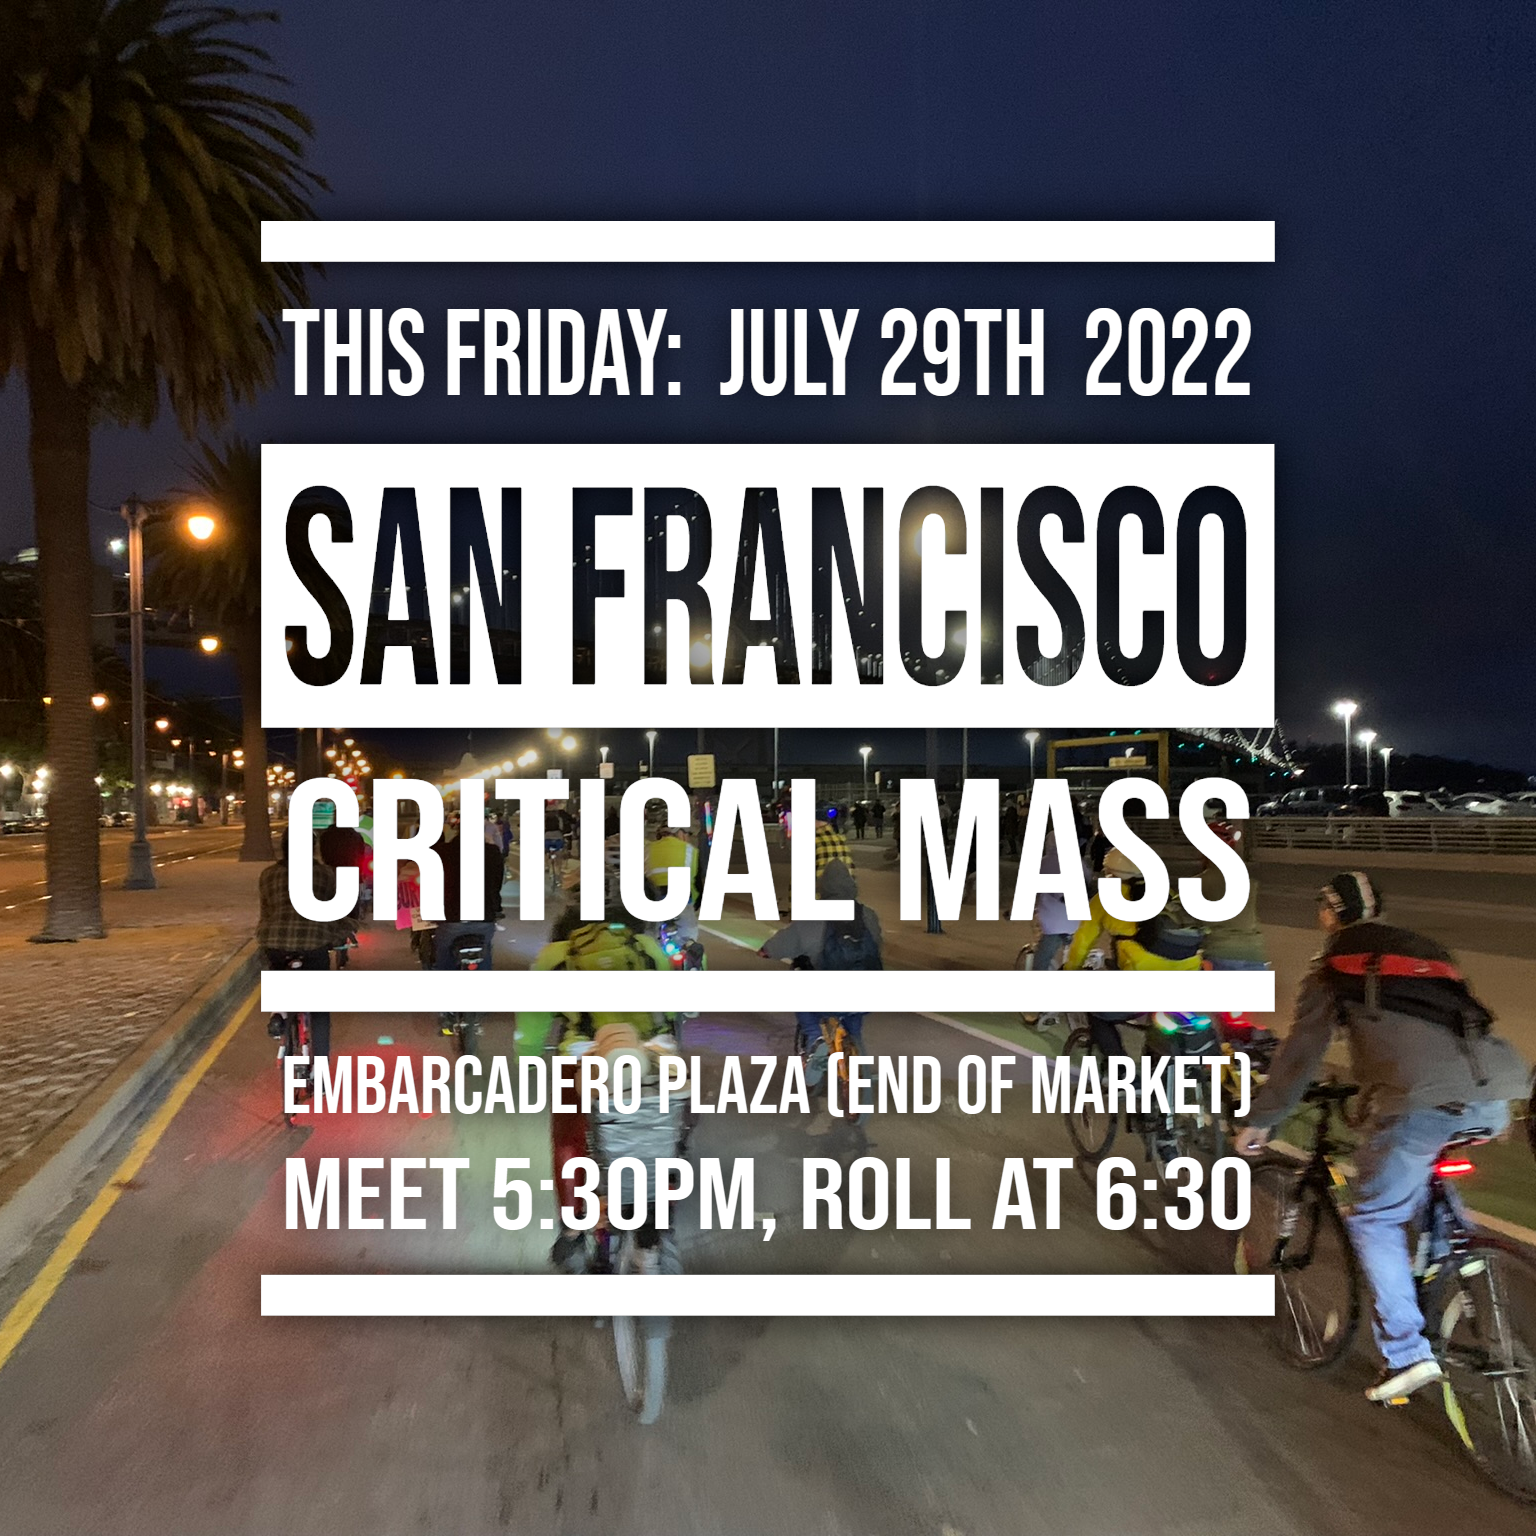 THIS FRIDAY: JULY 29TH 2022
SAN FRANCISCO
CRITICAL MASS
EMBARCADERO PLAZA (END OF MARKET)
MEET 5:30PM, ROLL AT 6:30